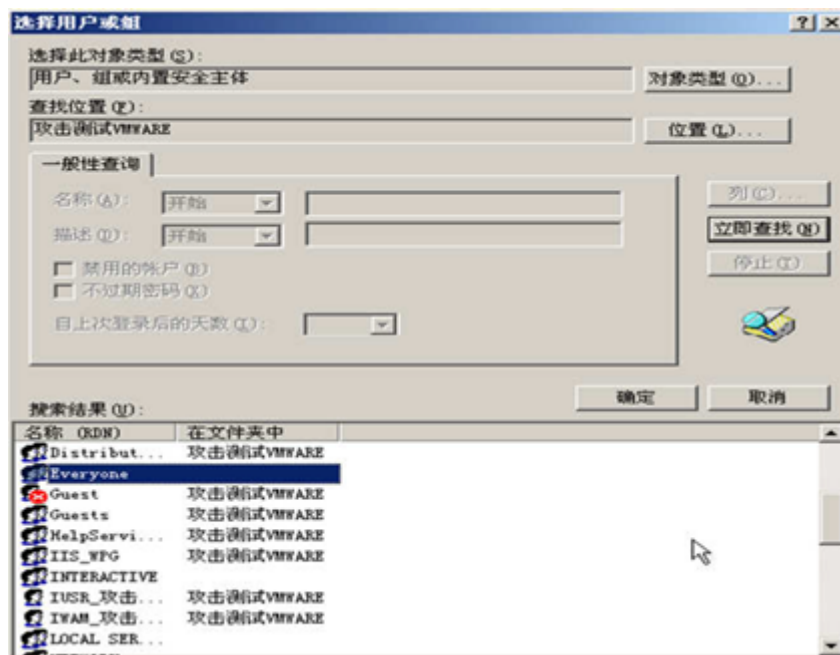 选择用户或组
选择此对象类型(S):
用户、组或内置安全主体
对象类型(O)...
查找位置(F):
攻击测试VMWARE
位置(L)...
一般性查询
名称(A): 开始
描述(D): 开始
禁用的帐户(B)
不过期密码(X)
自上次登录后的天数(I):
列(C)...
立即查找(N)
停止(T)
确定 取消
搜索结果(U):
名称 (RDN) 在文件夹中
Distribut... 攻击测试VMWARE
Everyone
Guest 攻击测试VMWARE
Guests 攻击测试VMWARE
HelpServi... 攻击测试VMWARE
IIS_WPG 攻击测试VMWARE
INTERACTIVE
IUSR_攻击... 攻击测试VMWARE
IWAM_攻击... 攻击测试VMWARE
LOCAL SER...